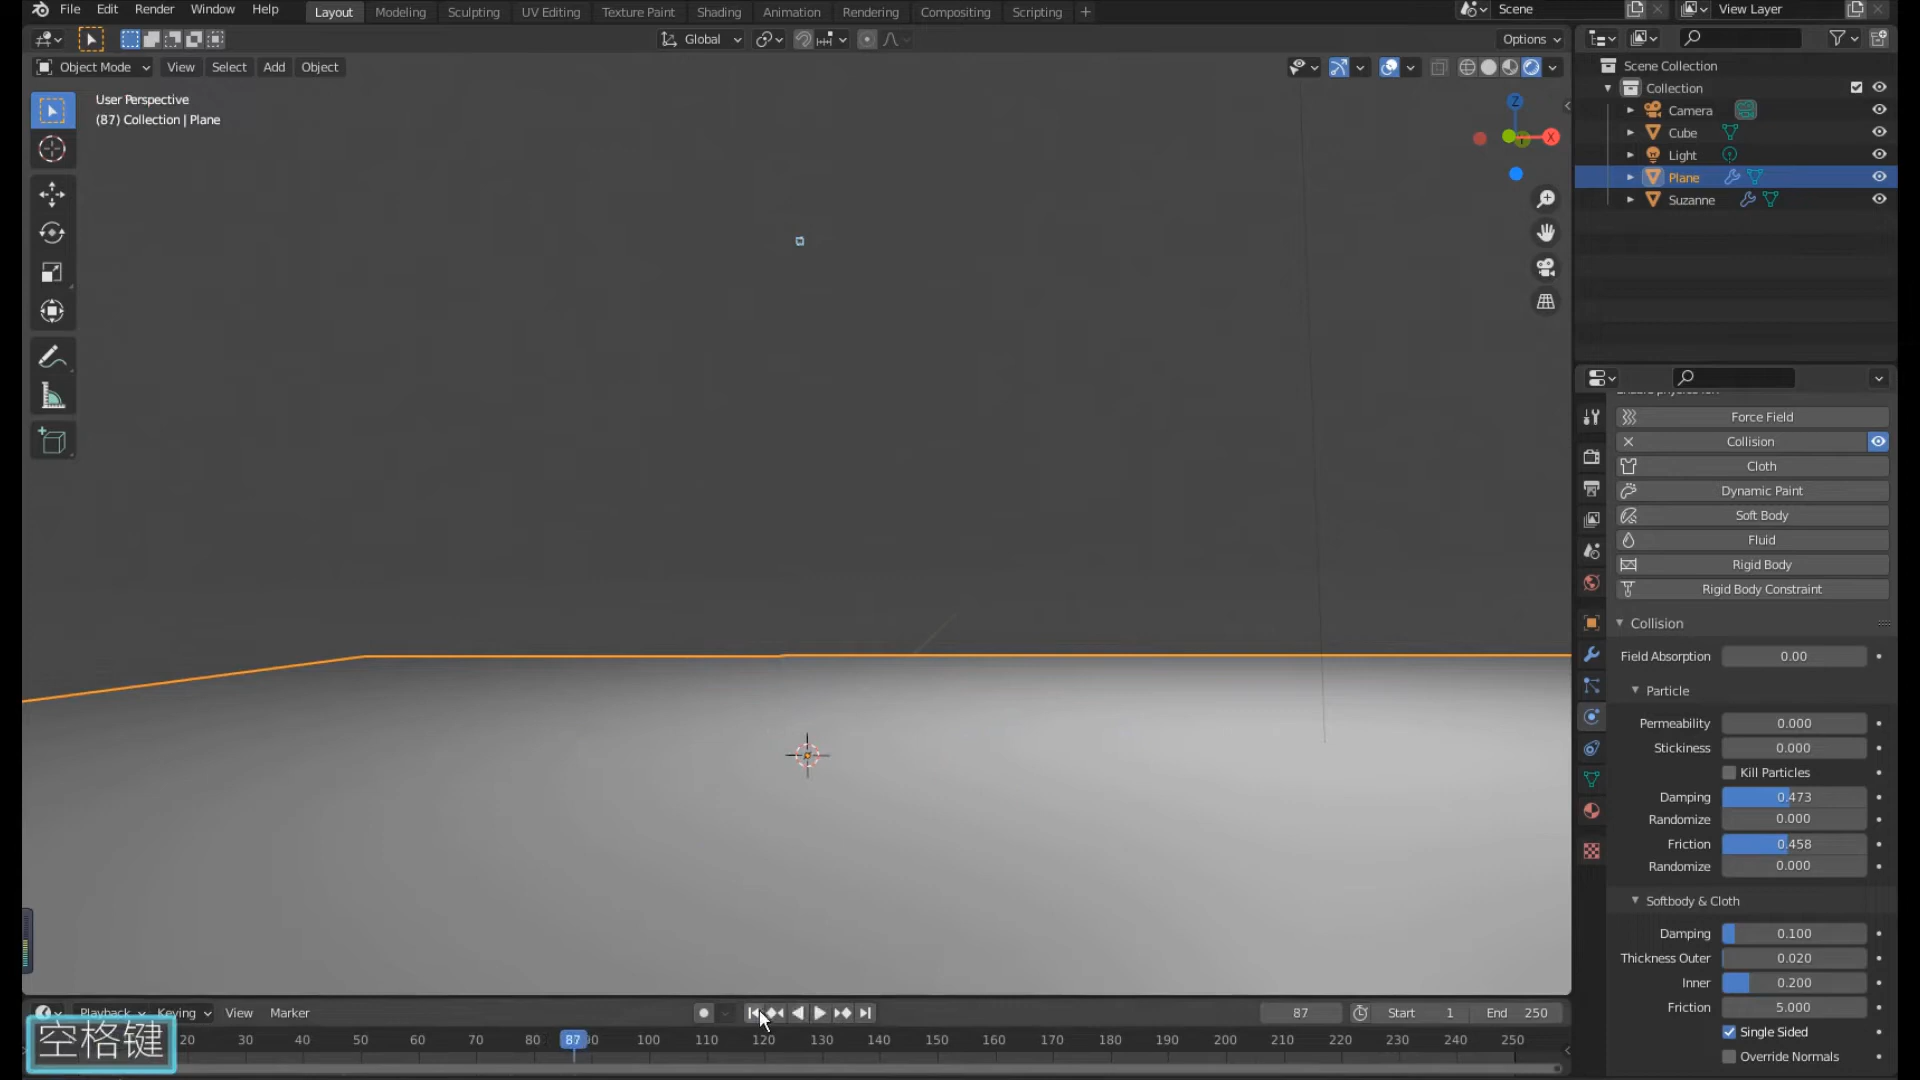 File Edit Render Window Help Layout Modeling Sculpting UV Editing Texture Paint Shading Animation Rendering Compositing Scripting + Scene View Layer
Global Options
Object Mode View Select Add Object
User Perspective
(87) Collection | Plane
Z
X
Scene Collection
Collection
Camera
Cube
Light
Plane
Suzanne
Force Field
Collision
Cloth
Dynamic Paint
Soft Body
Fluid
Rigid Body
Rigid Body Constraint
Collision
Field Absorption 0.00
Particle
Permeability 0.000
Stickiness 0.000
Kill Particles
Damping 0.473
Randomize 0.000
Friction 0.458
Randomize 0.000
Softbody & Cloth
Damping 0.100
Thickness Outer 0.020
Inner 0.200
Friction 5.000
Single Sided
Override Normals
Playback Keying View Marker 87 Start 1 End 250
空格键
20 30 40 50 60 70 80 87 100 110 120 130 140 150 160 170 180 190 200 210 220 230 240 250